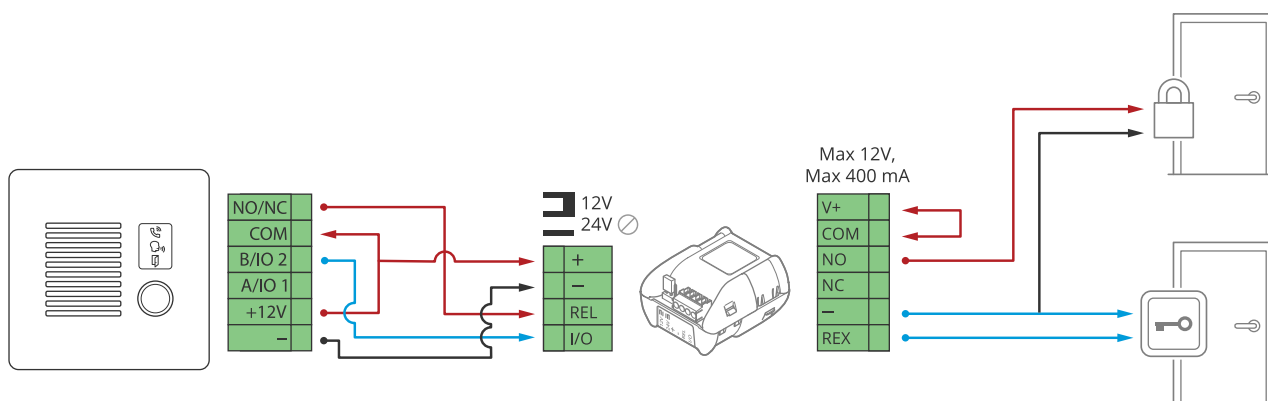 NO/NC
COM
B/IO 2
A/IO 1
+12V
–
12V
24V
+
–
REL
I/O
Max 12V,
Max 400 mA
V+
COM
NO
NC
–
REX